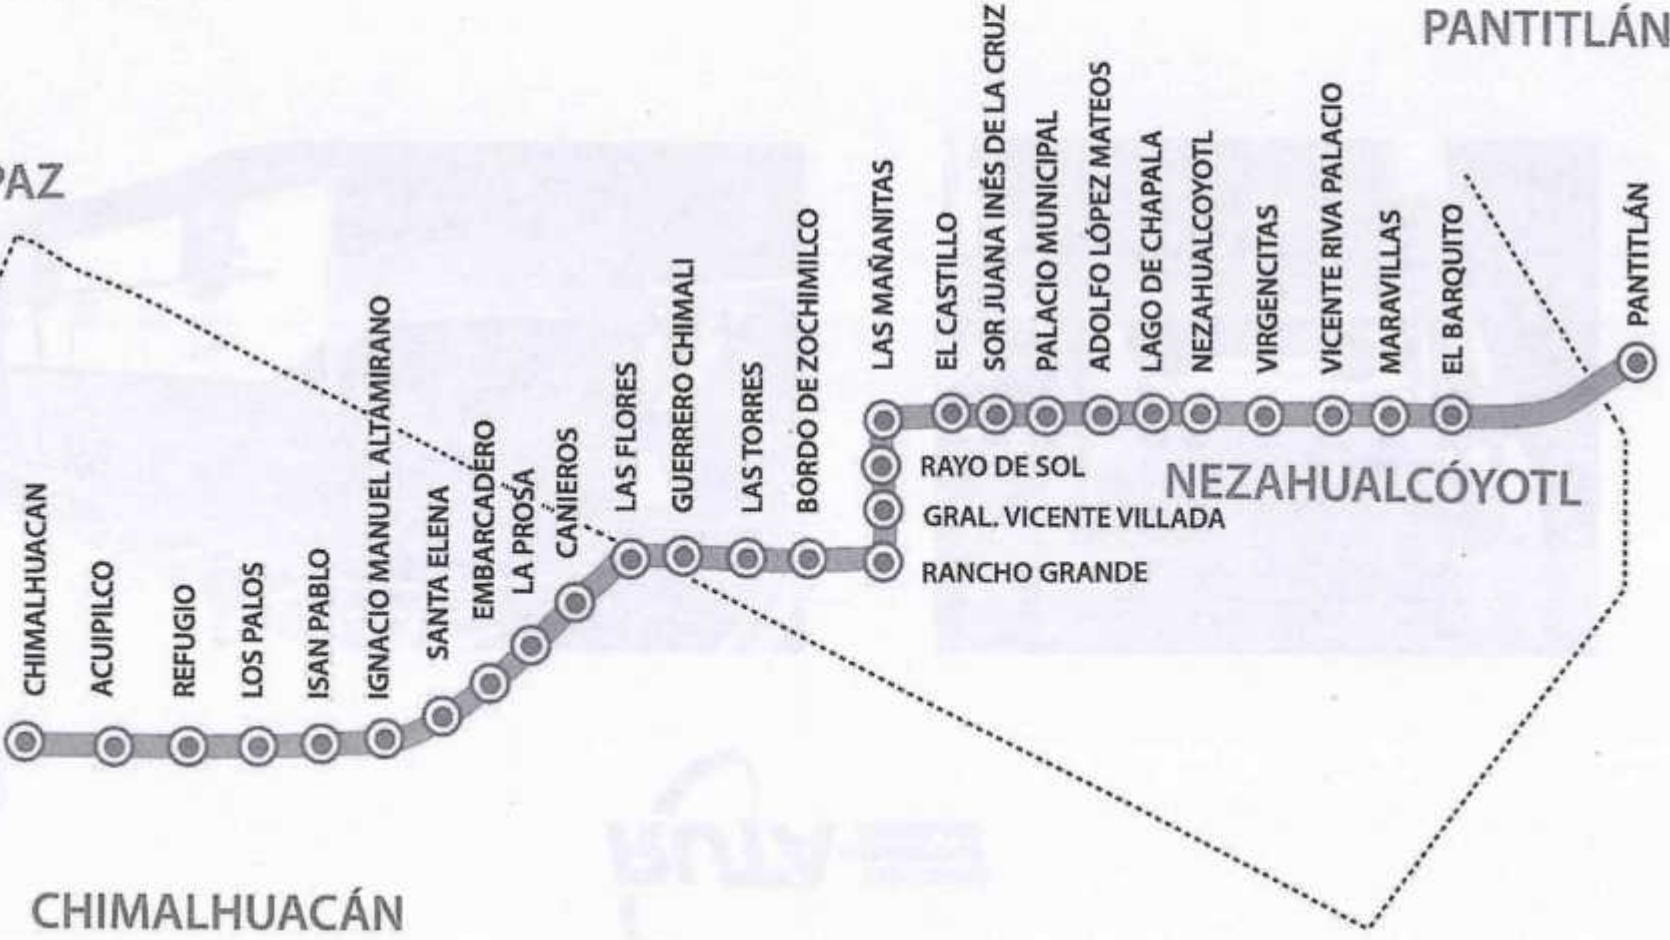 PANTITLÁN
PAZ
CHIMALHUACAN
ACUIPILCO
REFUGIO
LOS PALOS
ISAN PABLO
IGNACIO MANUEL ALTAMIRANO
SANTA ELENA
EMBARCADERO
LA PROSA
CANIEROS
LAS FLORES
GUERRERO CHIMALI
LAS TORRES
BORDO DE ZOCHIMILCO
LAS MAÑANITAS
RAYO DE SOL
GRAL. VICENTE VILLADA
RANCHO GRANDE
EL CASTILLO
SOR JUANA INÉS DE LA CRUZ
PALACIO MUNICIPAL
ADOLFO LÓPEZ MATEOS
LAGO DE CHAPALA
NEZAHUALCOYOTL
VIRGENCITAS
VICENTE RIVA PALACIO
MARAVILLAS
EL BARQUITO
PANTITLÁN
NEZAHUALCÓYOTL
CHIMALHUACÁN